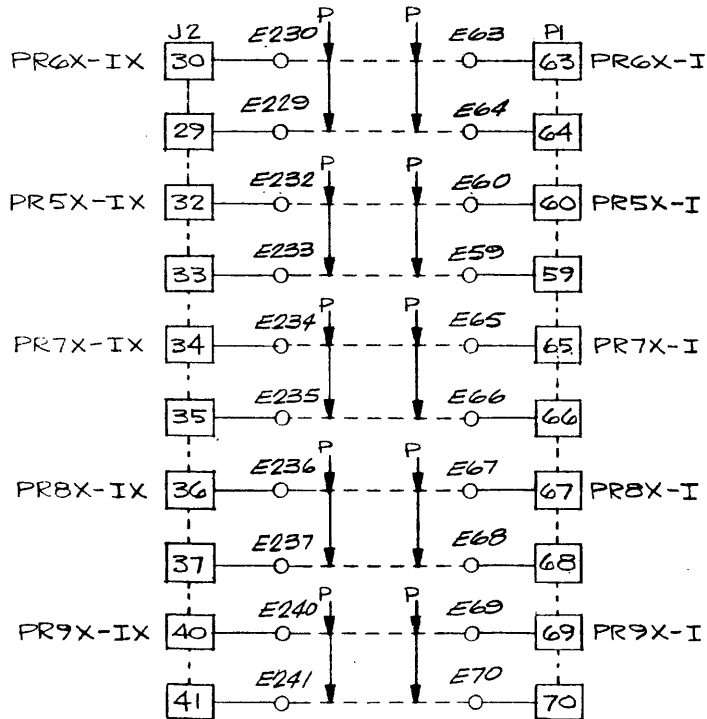 J2 E230 P P E63 P1
PR6X-IX 30 63 PR6X-I
E229 E64
29 64
P P
E232 E60
PR5X-IX 32 60 PR5X-I
E233 E59
33 59
P P
E234 E65
PR7X-IX 34 65 PR7X-I
E235 E66
35 66
P P
E236 E67
PR8X-IX 36 67 PR8X-I
E237 E68
37 68
P P
E240 E69
PR9X-IX 40 69 PR9X-I
E241 E70
41 70